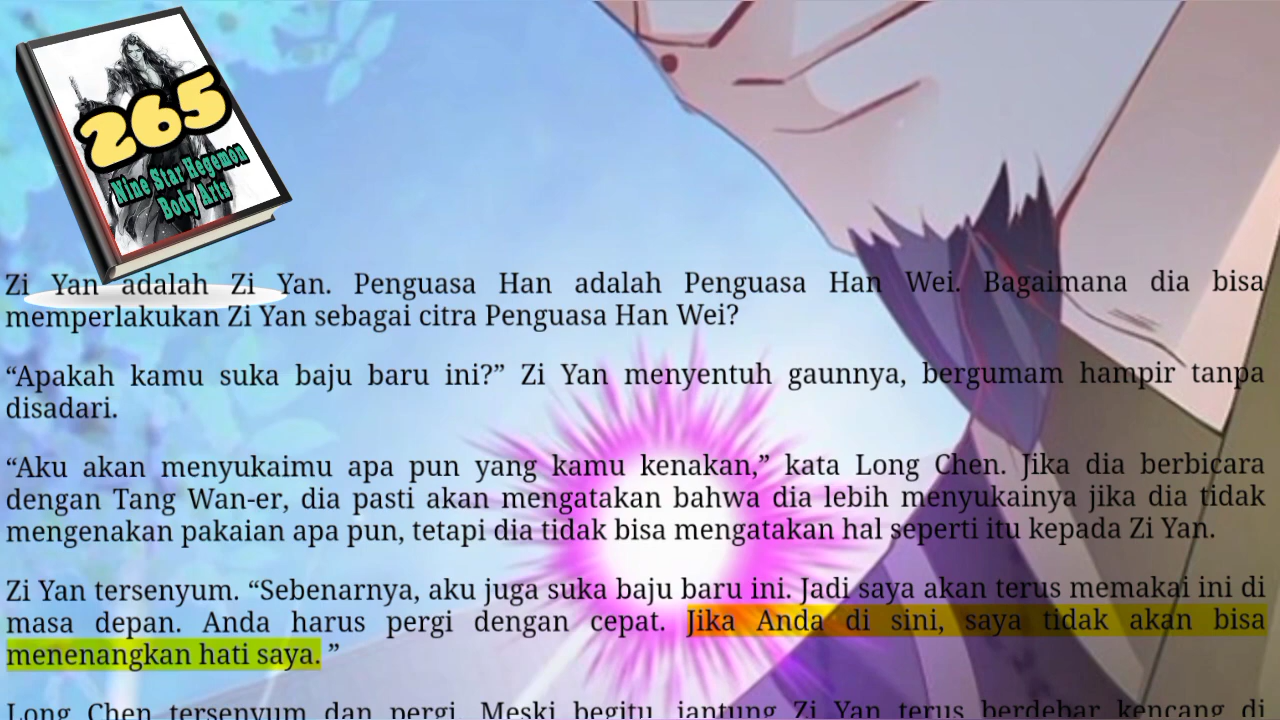 265
Nine Star Hegemon
Body Arts
Zi Yan adalah Zi Yan. Penguasa Han adalah Penguasa Han Wei. Bagaimana dia bisa
memperlakukan Zi Yan sebagai citra Penguasa Han Wei?
“Apakah kamu suka baju baru ini?” Zi Yan menyentuh gaunnya, bergumam hampir tanpa
disadari.
“Aku akan menyukaimu apa pun yang kamu kenakan,” kata Long Chen. Jika dia berbicara
dengan Tang Wan-er, dia pasti akan mengatakan bahwa dia lebih menyukainya jika dia tidak
mengenakan pakaian apa pun, tetapi dia tidak bisa mengatakan hal seperti itu kepada Zi Yan.
Zi Yan tersenyum. “Sebenarnya, aku juga suka baju baru ini. Jadi saya akan terus memakai ini di
masa depan. Anda harus pergi dengan cepat. Jika Anda di sini, saya tidak akan bisa
menenangkan hati saya. ”
Long Chen tersenyum dan pergi. Meski begitu, jantung Zi Yan terus berdebar kencang di